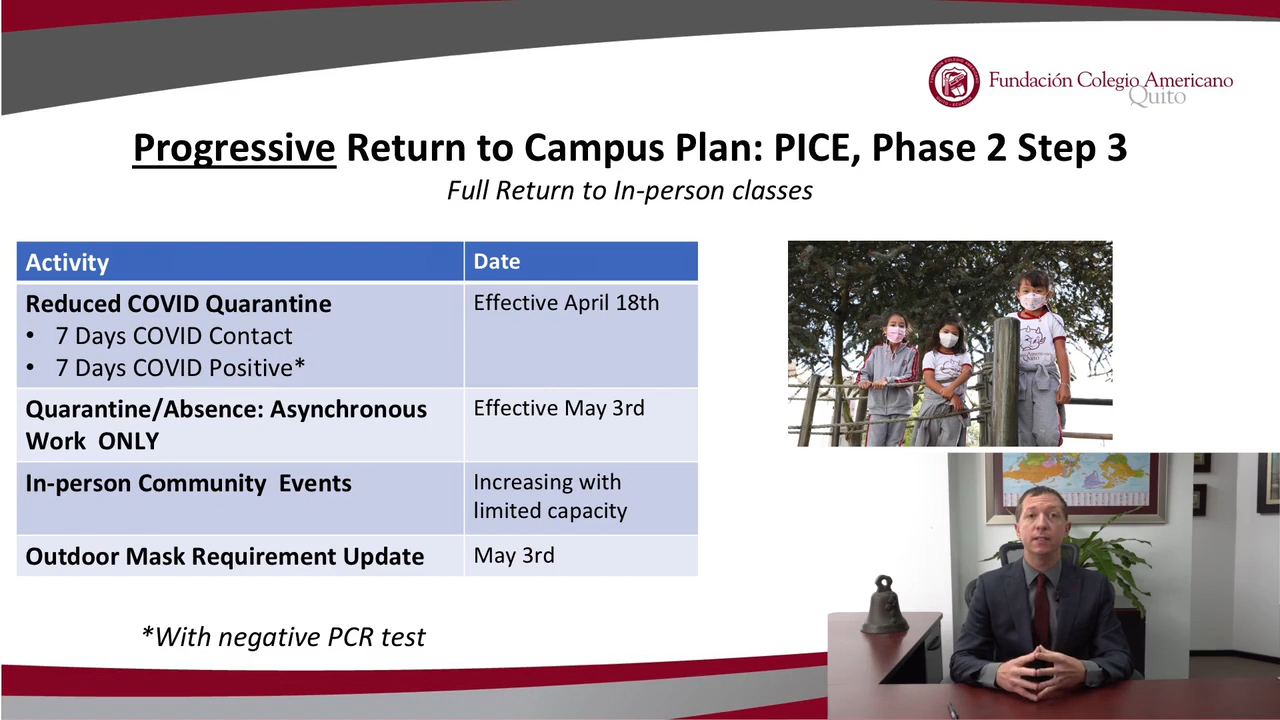 Fundación Colegio Americano
Quito
Progressive Return to Campus Plan: PICE, Phase 2 Step 3
Full Return to In-person classes
Activity
Date
Reduced COVID Quarantine
• 7 Days COVID Contact
• 7 Days COVID Positive*
Effective April 18th
Quarantine/Absence: Asynchronous
Work ONLY
Effective May 3rd
In-person Community Events
Increasing with
limited capacity
Outdoor Mask Requirement Update
May 3rd
*With negative PCR test